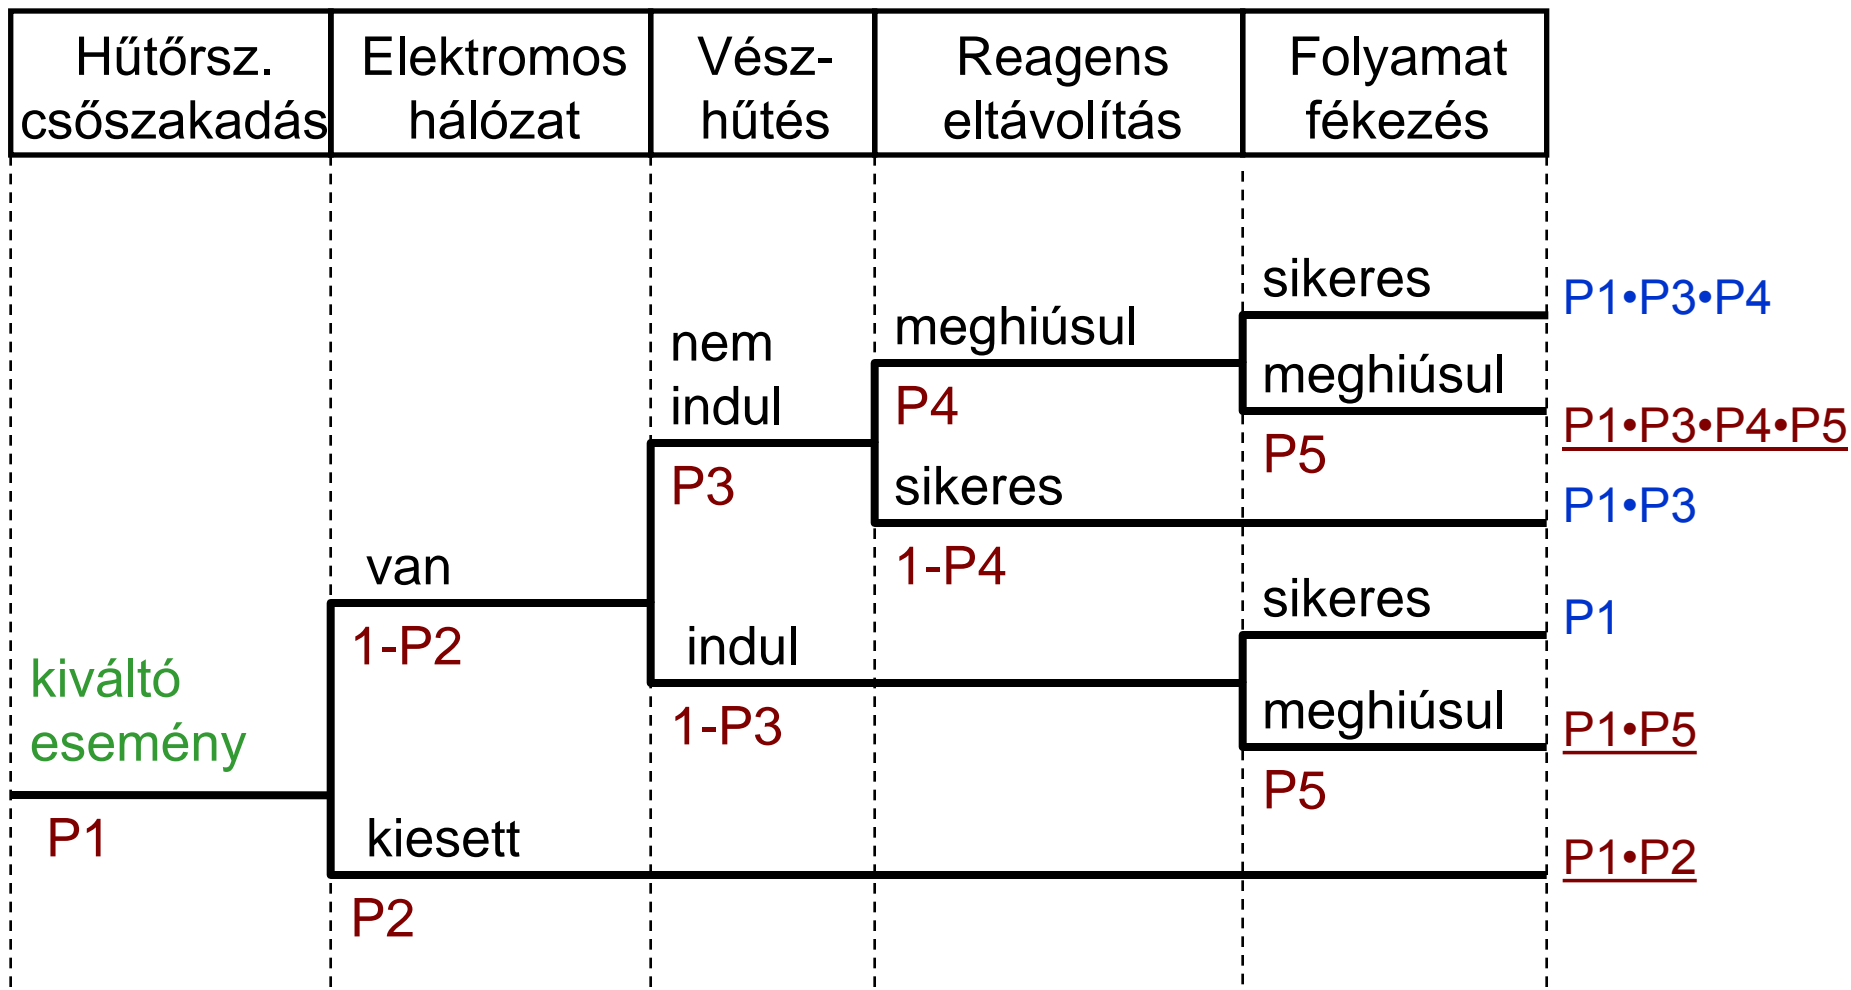 Hűtőrsz.
csőszakadás
Elektromos
hálózat
Vész-
hűtés
Reagens
eltávolítás
Folyamat
fékezés
sikeres
P1•P3•P4
nem
indul
P3
meghiúsul
P4
meghiúsul
P5
P1•P3•P4•P5
sikeres
1-P4
P1•P3
van
1-P2
indul
1-P3
sikeres
P1
meghiúsul
P5
P1•P5
kiváltó
esemény
P1
kiesett
P2
P1•P2